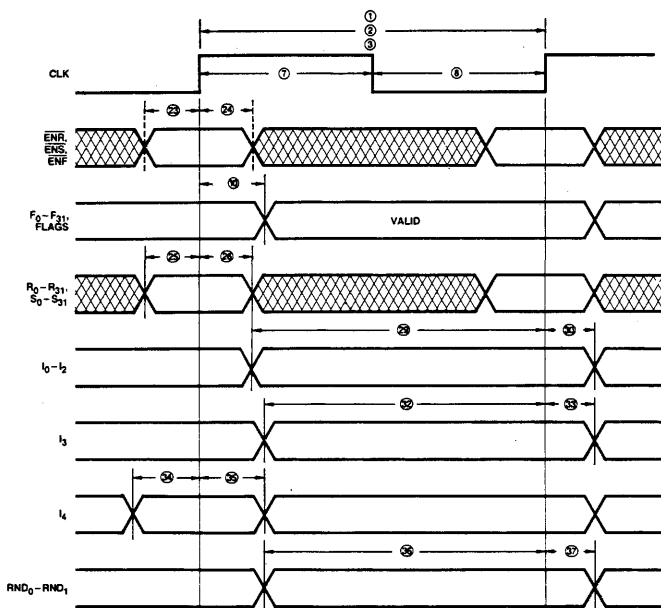 ①
②
③
CLK
⑦ ⑧
㉓ ㉔
ENR,
ENS,
ENF
⑩
F0–F31,
FLAGS
VALID
㉕ ㉖
R0–R31,
S0–S31
㉙ ㉚
I0–I2
㉜ ㉝
I3
㉞ ㉟
I4
㊱ ㊲
RND0–RND1